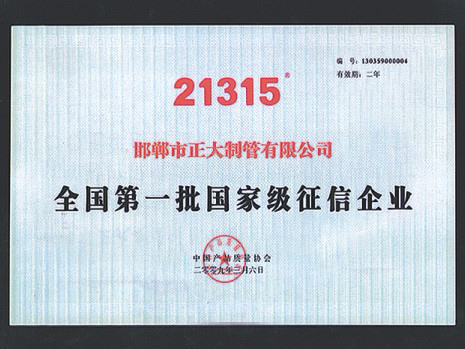 编 号：130359000004
有效期：二年
21315®
邯郸市正大制管有限公司
全国第一批国家级征信企业
中国产品质量协会
二〇〇九年三月六日